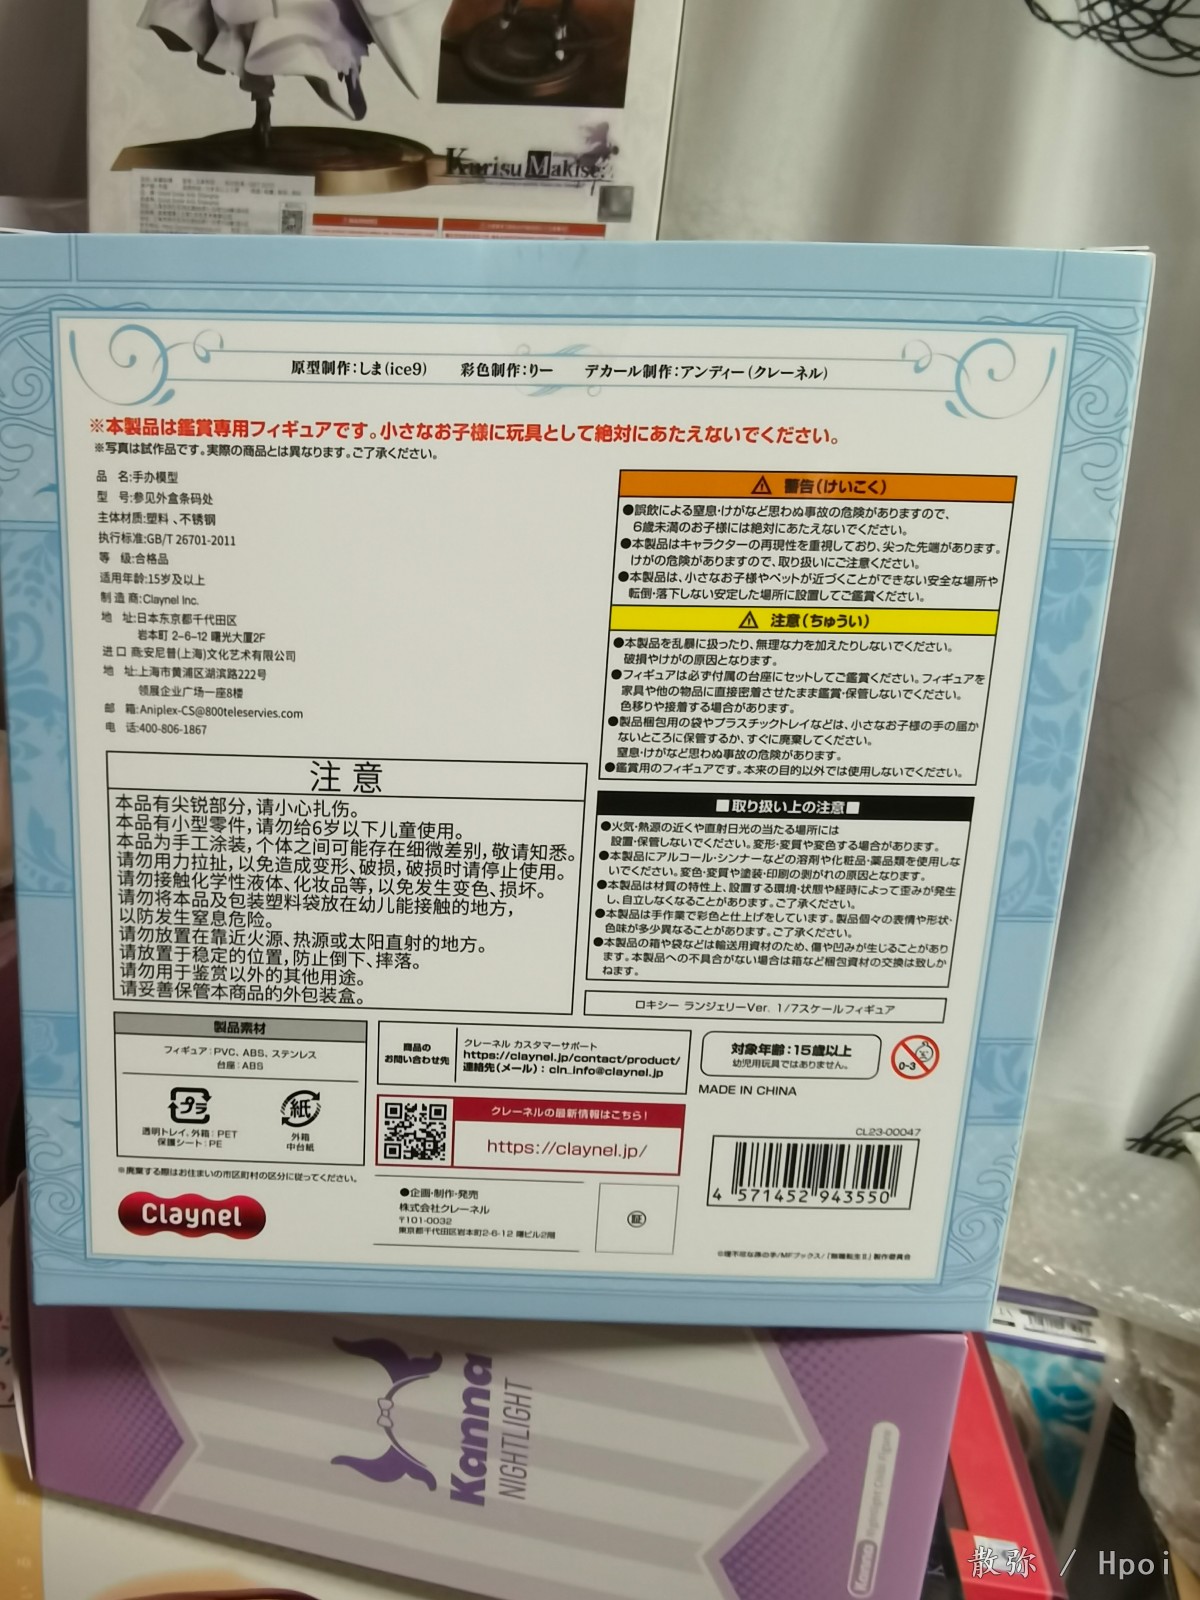 Kurisu Makise
原型制作：しま(ice9)　彩色制作：りー　デカール制作：アンディー(クレーネル)
※本製品は鑑賞専用フィギュアです。小さなお子様に玩具として絶対にあたえないでください。
※写真は試作品です。実際の商品とは異なります。ご了承ください。
品　名:手办模型
型　号:参见外盒条码处
主体材质:塑料、不锈钢
执行标准:GB/T 26701-2011
等　级:合格品
适用年龄:15岁及以上
制 造 商:Claynel Inc.
地　址:日本东京都千代田区
岩本町 2-6-12 曙光大厦2F
进 口 商:安尼普(上海)文化艺术有限公司
地　址:上海市黄浦区湖滨路222号
领展企业广场一座8楼
邮　箱:Aniplex-CS@800teleservies.com
电　话:400-806-1867
注意
本品有尖锐部分,请小心扎伤。
本品有小型零件,请勿给6岁以下儿童使用。
本品为手工涂装,个体之间可能存在细微差别,敬请知悉。
请勿用力拉扯,以免造成变形、破损,破损时请停止使用。
请勿接触化学性液体、化妆品等,以免发生变色、损坏。
请勿将本品及包装塑料袋放在幼儿能接触的地方,
以防发生窒息危险。
请勿放置在靠近火源、热源或太阳直射的地方。
请放置于稳定的位置,防止倒下、摔落。
请勿用于鉴赏以外的其他用途。
请妥善保管本商品的外包装盒。
警告(けいこく)
●誤飲による窒息・けがなど思わぬ事故の危険がありますので、
6歳未満のお子様には絶対にあたえないでください。
●本製品はキャラクターの再現性を重視しており、尖った先端があります。
けがの危険がありますので、取り扱いにご注意ください。
●本製品は、小さなお子様やペットが近づくことができない安全な場所や
転倒・落下しない安定した場所に設置してご鑑賞ください。
注意(ちゅうい)
●本製品を乱暴に扱ったり、無理な力を加えたりしないでください。
破損やけがの原因となります。
●フィギュアは必ず付属の台座にセットしてご鑑賞ください。フィギュアを
家具や他の物品に直接密着させたまま鑑賞・保管しないでください。
色移りや接着する場合があります。
●製品梱包用の袋やプラスチックトレイなどは、小さなお子様の手の届か
ないところに保管するか、すぐに廃棄してください。
窒息・けがなど思わぬ事故の危険があります。
●鑑賞用のフィギュアです。本来の目的以外では使用しないでください。
■取り扱い上の注意■
●火気・熱源の近くや直射日光の当たる場所には
設置・保管しないでください。変形・変質や変色する場合があります。
●本製品にアルコール・シンナーなどの溶剤や化粧品・薬品類を使用しな
いでください。変色・変質や塗装・印刷の剥がれの原因となります。
●本製品は材質の特性上、設置する環境・状態や経時によって歪みが発生
し、自立しなくなることがあります。ご了承ください。
●本製品は手作業で彩色と仕上げをしています。製品個々の表情や形状・
色味が多少異なることがあります。ご了承ください。
●本製品の箱や袋などは輸送用資材のため、傷や凹みが生じることがあり
ます。本製品への不具合がない場合は箱など梱包資材の交換は致しか
ねます。
ロキシー ランジェリーVer. 1/7スケールフィギュア
製品素材
フィギュア：PVC、ABS、ステンレス
台座：ABS
プラ
透明トレイ、外箱：PET
保護シート：PE
紙
外箱
中台紙
※廃棄する際はお住まいの市区町村の区分に従ってください。
商品の
お問い合わせ先
クレーネル カスタマーサポート
https://claynel.jp/contact/product/
連絡先(メール)：cln_info@claynel.jp
クレーネルの最新情報はこちら！
https://claynel.jp/
対象年齢：15歳以上
幼児用玩具ではありません。
0-3
MADE IN CHINA
CL23-00047
4 571452 943550
Claynel
●企画・制作・発売
株式会社クレーネル
〒101-0032
東京都千代田区岩本町2-6-12 曙ビル2階
証
©理不尽な孫の手/MFブックス/「無職転生Ⅱ」製作委員会
Kanna
NIGHTLIGHT
Kanna
散弥 / Hpoi